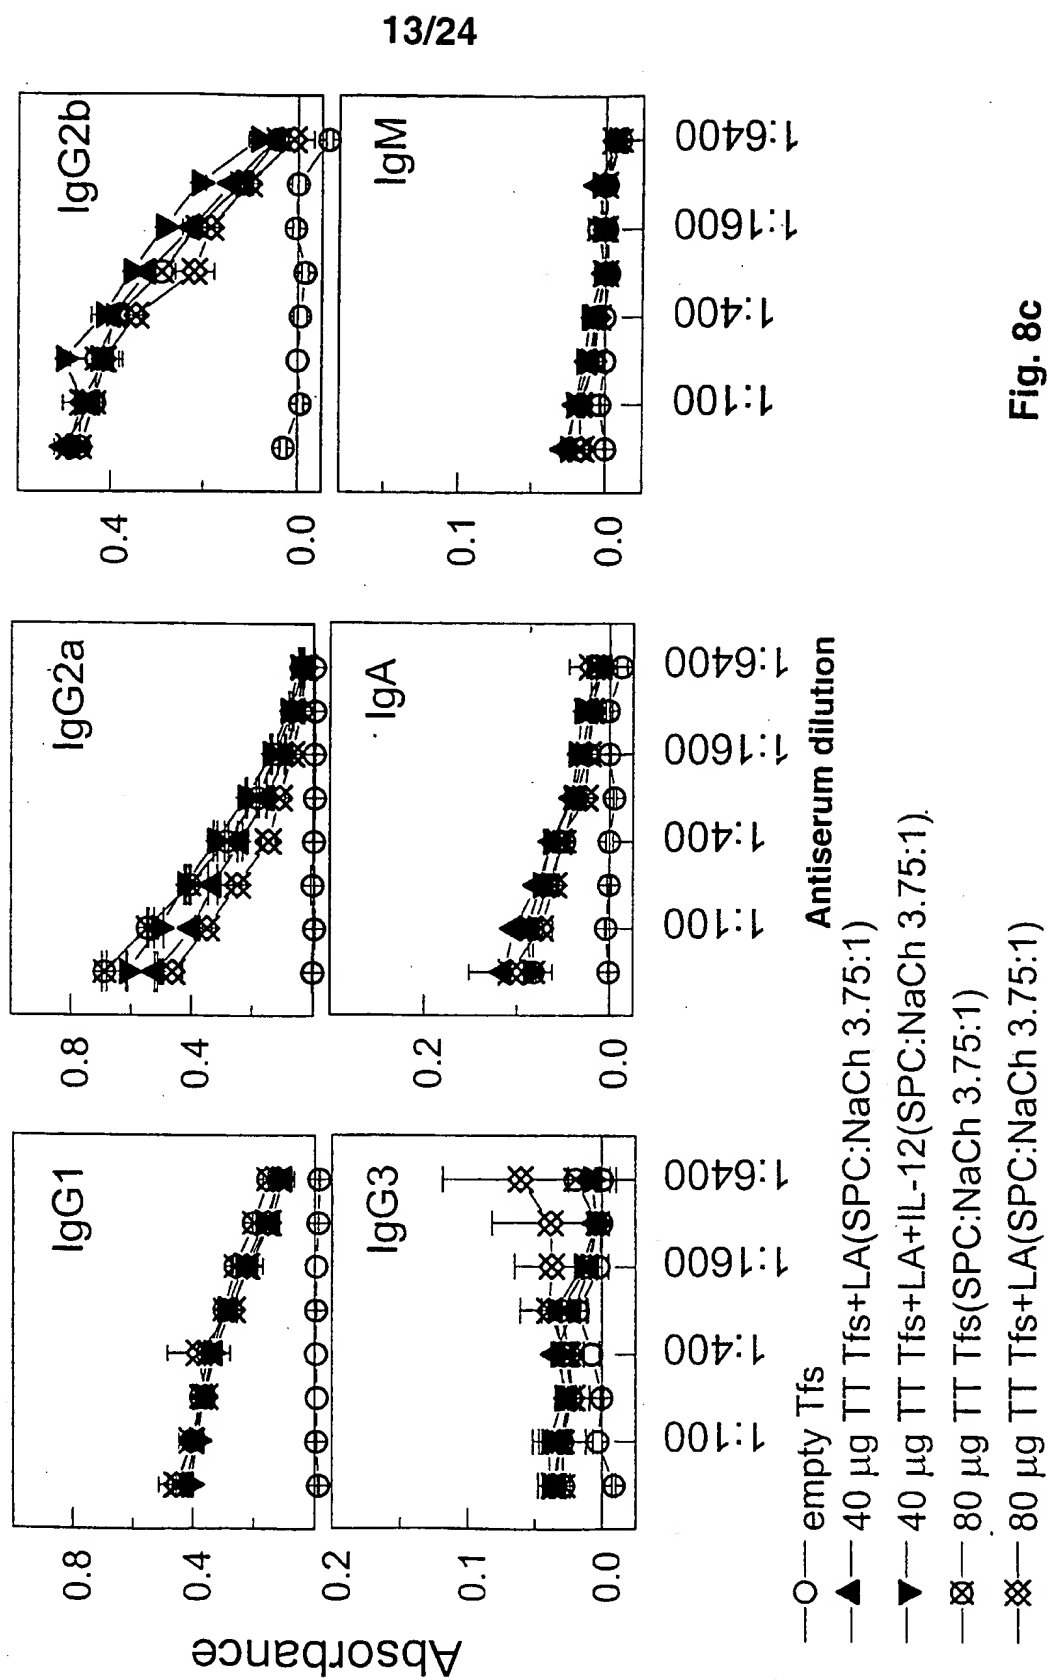 13/24
Absorbance
IgG1
IgG2a
IgG2b
0.8
0.4
0.8
0.4
0.4
0.0
IgG3
IgA
IgM
0.2
0.1
0.0
0.2
0.0
0.1
0.0
1:100
1:400
1:1600
1:6400
1:100
1:400
1:1600
1:6400
1:100
1:400
1:1600
1:6400
Antiserum dilution
empty Tfs
40 µg TT Tfs+LA(SPC:NaCh 3.75:1)
40 µg TT Tfs+LA+IL-12(SPC:NaCh 3.75:1)
80 µg TT Tfs(SPC:NaCh 3.75:1)
80 µg TT Tfs+LA(SPC:NaCh 3.75:1)
Fig. 8c